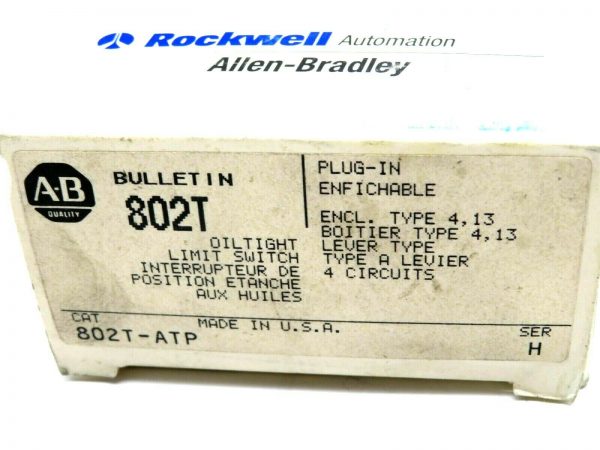 Rockwell Automation
Allen-Bradley
A-B
QUALITY
BULLETIN
802T
OILTIGHT
LIMIT SWITCH
INTERRUPTEUR DE
POSITION ETANCHE
AUX HUILES
PLUG-IN
ENFICHABLE
ENCL. TYPE 4,13
BOITIER TYPE 4,13
LEVER TYPE
TYPE A LEVIER
4 CIRCUITS
CAT
802T-ATP
MADE IN U.S.A.
SER
H